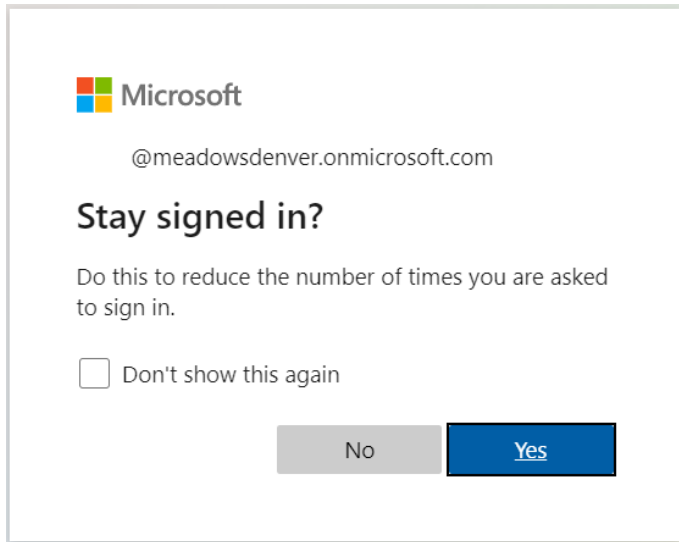 Microsoft
@meadowsdenver.onmicrosoft.com
Stay signed in?
Do this to reduce the number of times you are asked
to sign in.
Don't show this again
No
Yes